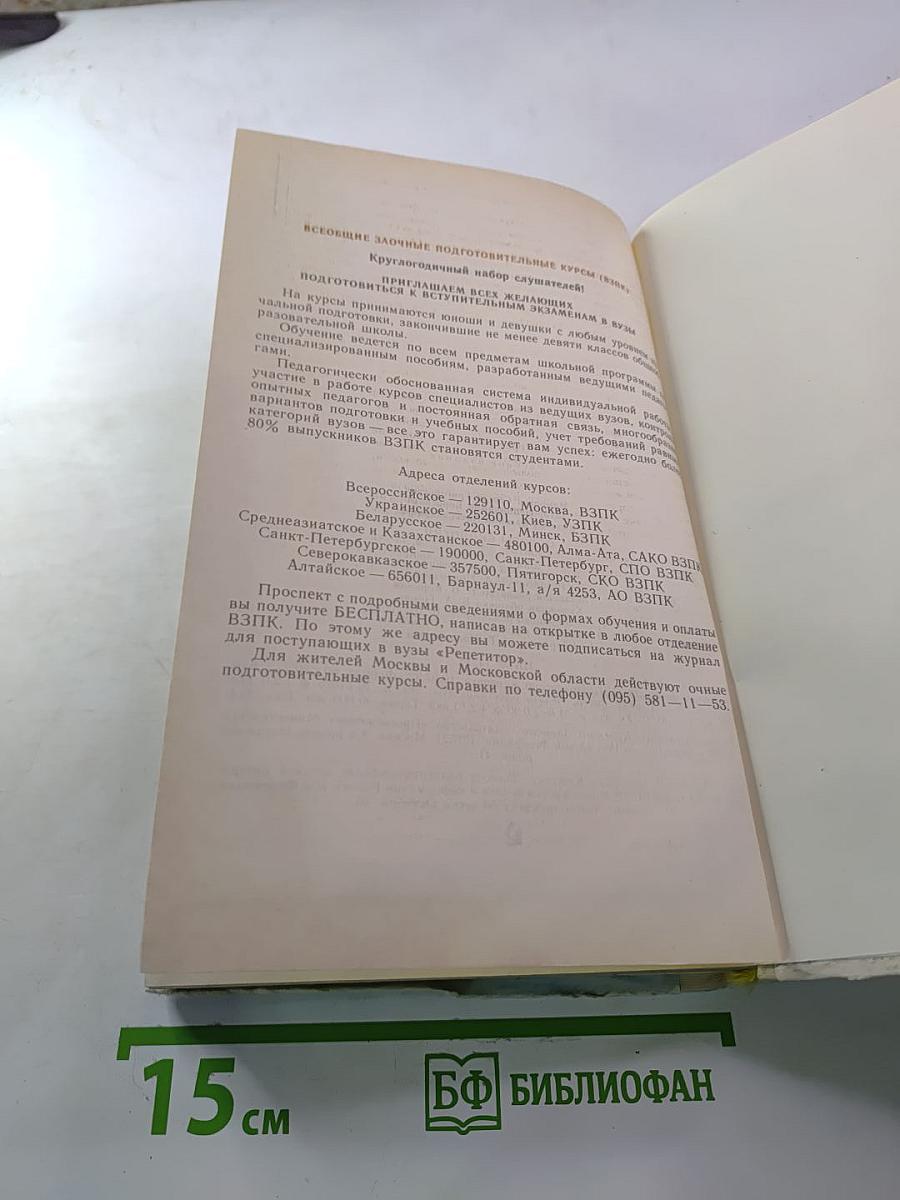 ВСЕОБЩИЕ ЗАОЧНЫЕ ПОДГОТОВИТЕЛЬНЫЕ КУРСЫ (ВЗПК)
Круглогодичный набор слушателей!
ПРИГЛАШАЕМ ВСЕХ ЖЕЛАЮЩИХ
ПОДГОТОВИТЬСЯ К ВСТУПИТЕЛЬНЫМ ЭКЗАМЕНАМ В ВУЗЫ
На курсы принимаются юноши и девушки с любым уровнем
чальной подготовки, закончившие не менее девяти классов общеоб
разовательной школы.
Обучение ведется по всем предметам школьной программы
специализированным пособиям, разработанным ведущими педаго
гами.
Педагогически обоснованная система индивидуальной работы,
участие в работе курсов специалистов из ведущих вузов, контроль
опытных педагогов и постоянная обратная связь, многообразие
вариантов подготовки и учебных пособий, учет требований
категорий вузов — все это гарантирует вам успех: ежегодно более
80% выпускников ВЗПК становятся студентами.
Адреса отделений курсов:
Всероссийское — 129110, Москва, ВЗПК
Украинское — 252601, Киев, УЗПК
Беларусское — 220131, Минск, БЗПК
Среднеазиатское и Казахстанское — 480100, Алма-Ата, САКО ВЗПК
Санкт-Петербургское — 190000, Санкт-Петербург, СПО ВЗПК
Северокавказское — 357500, Пятигорск, СКО ВЗПК
Алтайское — 656011, Барнаул-11, а/я 4253, АО ВЗПК
Проспект с подробными сведениями о формах обучения и оплаты
вы получите БЕСПЛАТНО, написав на открытке в любое отделение
ВЗПК. По этому же адресу вы можете подписаться на журнал
для поступающих в вузы «Репетитор».
Для жителей Москвы и Московской области действуют очные
подготовительные курсы. Справки по телефону (095) 581—11—53.
15 см
БФ БИБЛИОФАН